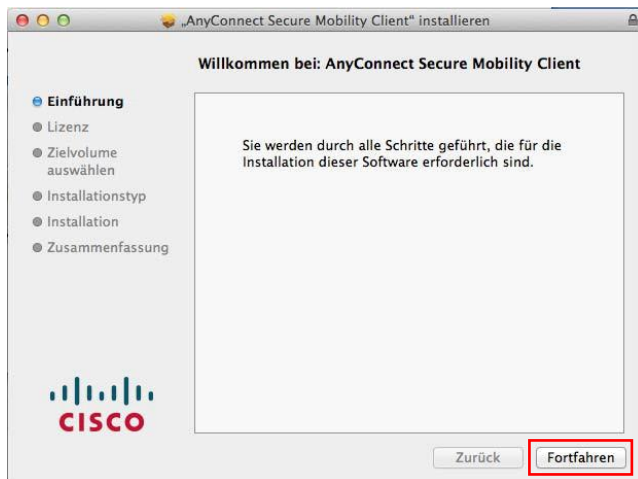 „AnyConnect Secure Mobility Client“ installieren
Willkommen bei: AnyConnect Secure Mobility Client
Einführung
Lizenz
Zielvolume
auswählen
Installationstyp
Installation
Zusammenfassung
Sie werden durch alle Schritte geführt, die für die
Installation dieser Software erforderlich sind.
CISCO
Zurück
Fortfahren